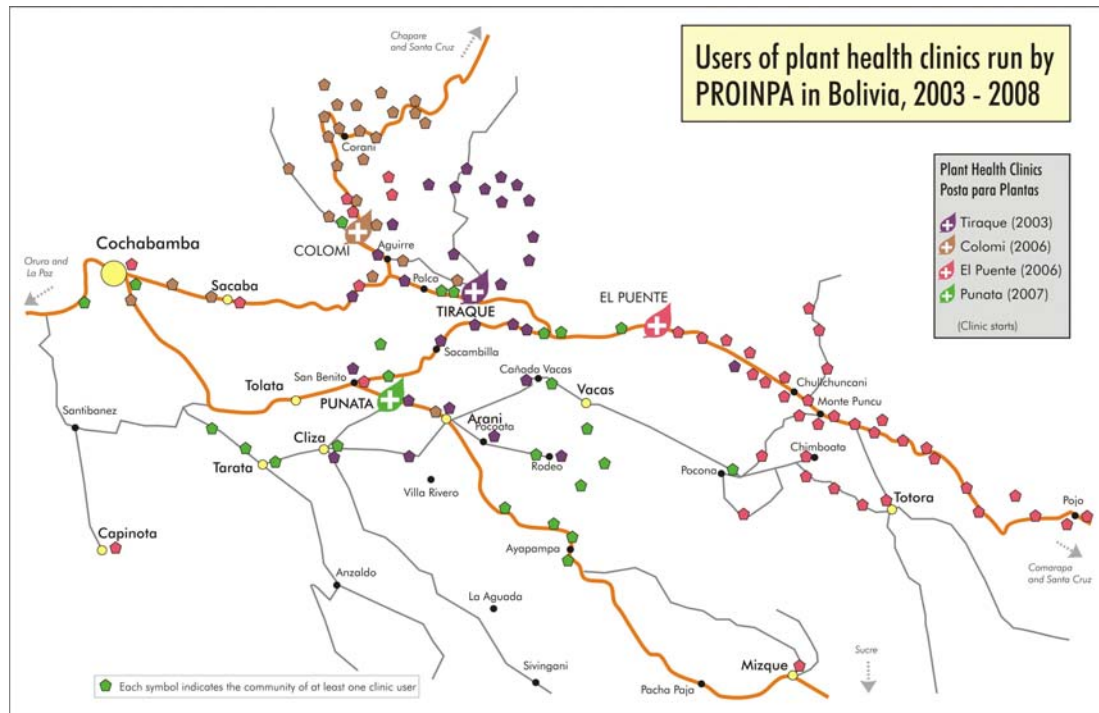 Users of plant health clinics run by
PROINPA in Bolivia, 2003 - 2008
Plant Health Clinics
Posta para Plantas
Tiraque (2003)
Colomi (2006)
El Puente (2006)
Punata (2007)
(Clinic starts)
Chapare
and Santa Cruz
Corani
COLOMI
Aguirre
Cochabamba
Oruro and
La Paz
Sacaba
Palca
TIRAQUE
EL PUENTE
Sacambilla
San Benito
Cañado Vacas
Tolata
PUNATA
Vacas
Chullchuncani
Monte Puncu
Santibanez
Arani
Pocoata
Cliza
Tarata
Rodeo
Chimboata
Pocona
Villa Rivero
Totora
Pojo
Capinota
Ayapampa
Comarapa
and Santa Cruz
Anzaldo
La Aguada
Sucre
Mizque
Sivingani
Pacha Paja
Each symbol indicates the community of at least one clinic user